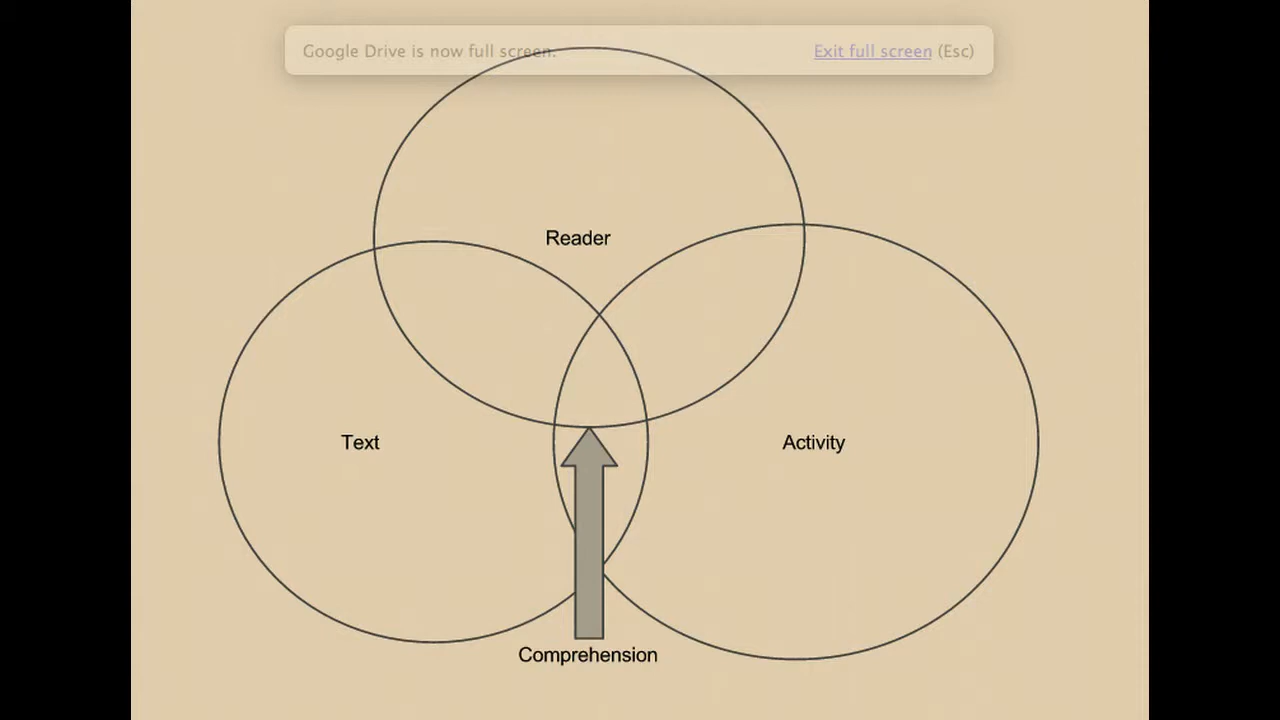 Google Drive is now full screen. Exit full screen (Esc)
Reader
Text
Activity
Comprehension